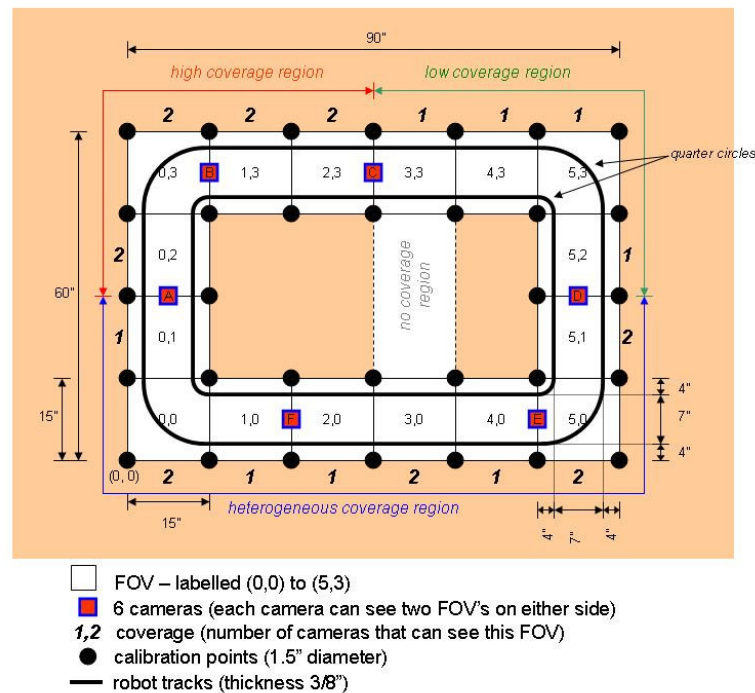 90"
high coverage region
low coverage region
2 2 2 1 1 1
quarter circles
0,3 B 1,3 2,3 C 3,3 4,3 5,3
2 0,2 5,2 1
no coverage
region
60" A D
1 0,1 5,1 2
15" 4"
0,0 1,0 F 2,0 3,0 4,0 E 5,0 7"
(0, 0) 4"
2 1 1 2 1 2
15" heterogeneous coverage region 4" 7" 4"
FOV – labelled (0,0) to (5,3)
6 cameras (each camera can see two FOV's on either side)
1,2 coverage (number of cameras that can see this FOV)
calibration points (1.5" diameter)
robot tracks (thickness 3/8")